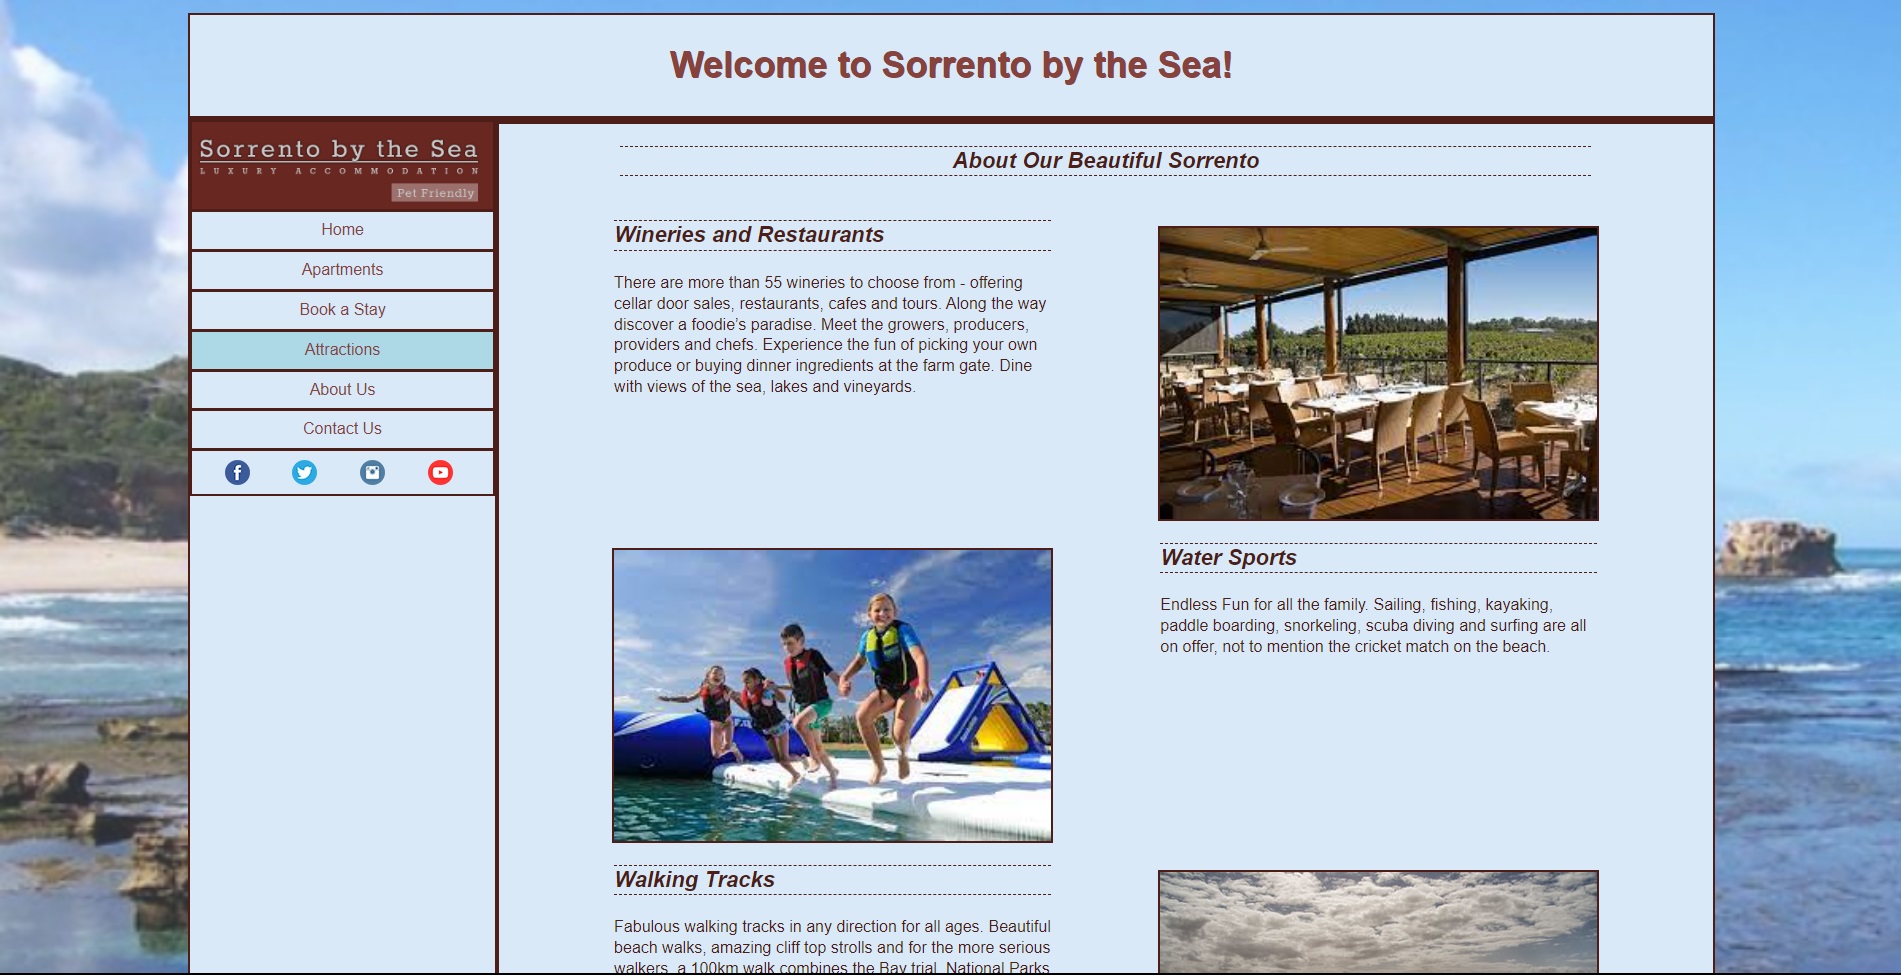 Welcome to Sorrento by the Sea!
Sorrento by the Sea
LUXURY ACCOMMODATION
Pet Friendly
Home
Apartments
Book a Stay
Attractions
About Us
Contact Us
About Our Beautiful Sorrento
Wineries and Restaurants
There are more than 55 wineries to choose from - offering
cellar door sales, restaurants, cafes and tours. Along the way
discover a foodie's paradise. Meet the growers, producers,
providers and chefs. Experience the fun of picking your own
produce or buying dinner ingredients at the farm gate. Dine
with views of the sea, lakes and vineyards.
Water Sports
Endless Fun for all the family. Sailing, fishing, kayaking,
paddle boarding, snorkeling, scuba diving and surfing are all
on offer, not to mention the cricket match on the beach.
Walking Tracks
Fabulous walking tracks in any direction for all ages. Beautiful
beach walks, amazing cliff top strolls and for the more serious
walkers, a 100km walk combines the Bay trial, National Parks